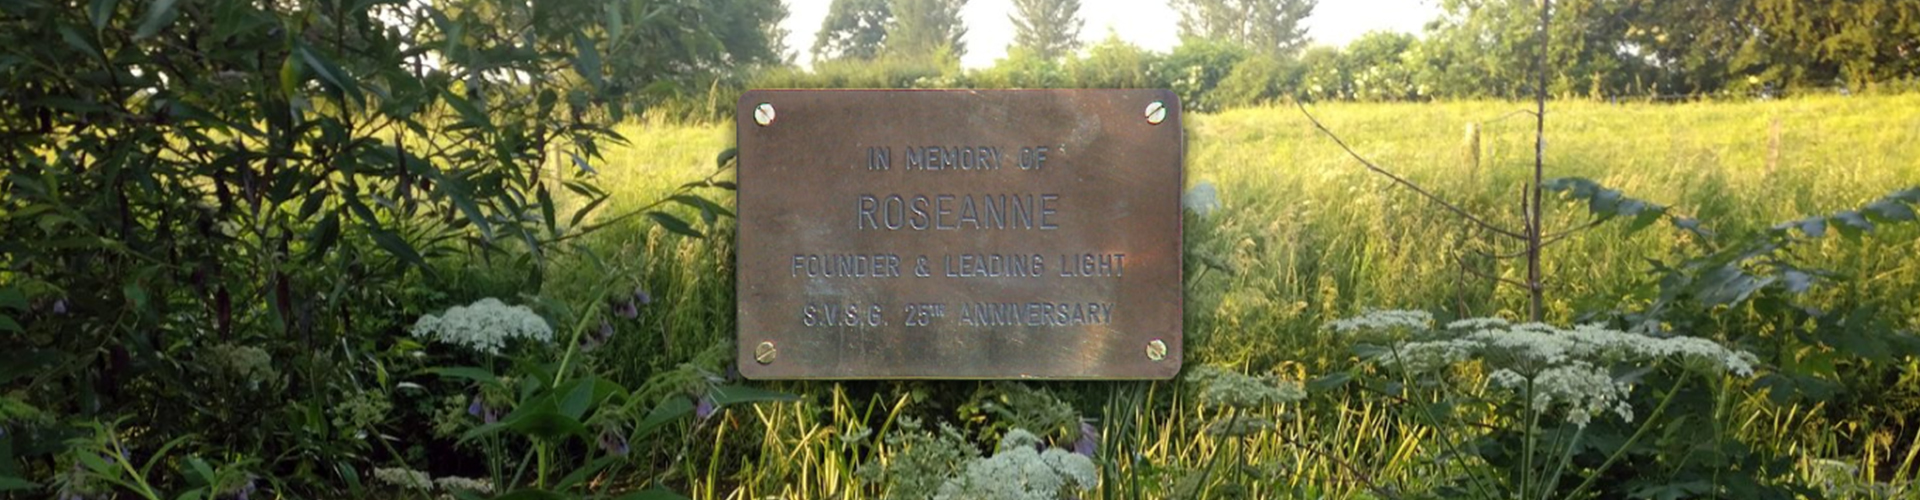 IN MEMORY OF
ROSEANNE
FOUNDER & LEADING LIGHT
S.V.S.G. 25TH ANNIVERSARY